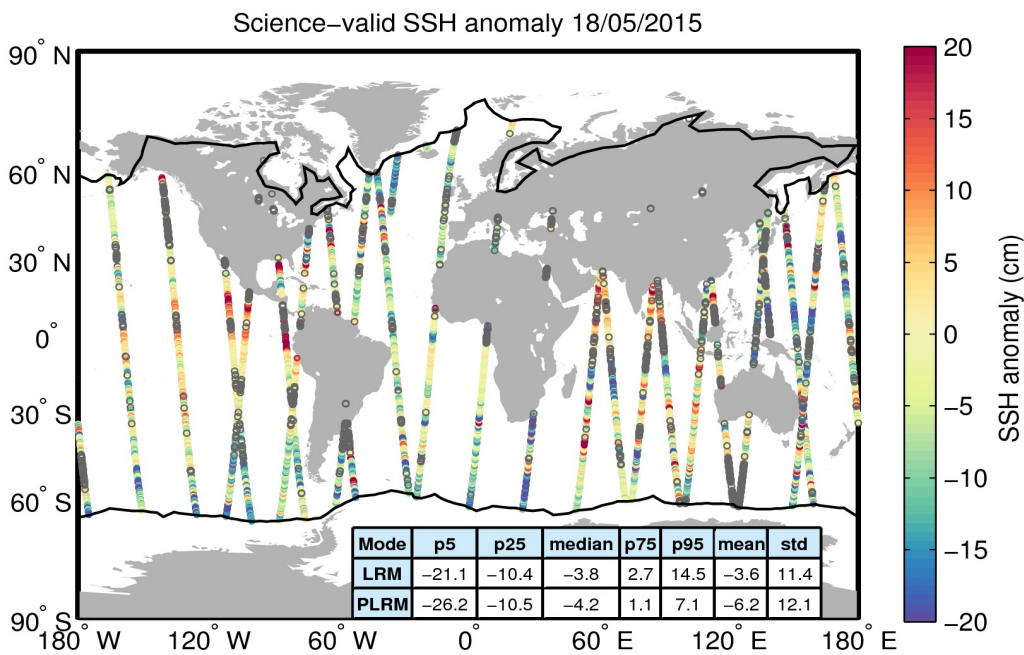 Science−valid SSH anomaly 18/05/2015
90° N
60° N
30° N
0°
30° S
60° S
90° S
180° W
120° W
60° W
0°
60° E
120° E
180° E
20
15
10
5
0
−5
−10
−15
−20
SSH anomaly (cm)
Mode p5 p25 median p75 p95 mean std
LRM −21.1 −10.4 −3.8 2.7 14.5 −3.6 11.4
PLRM −26.2 −10.5 −4.2 1.1 7.1 −6.2 12.1